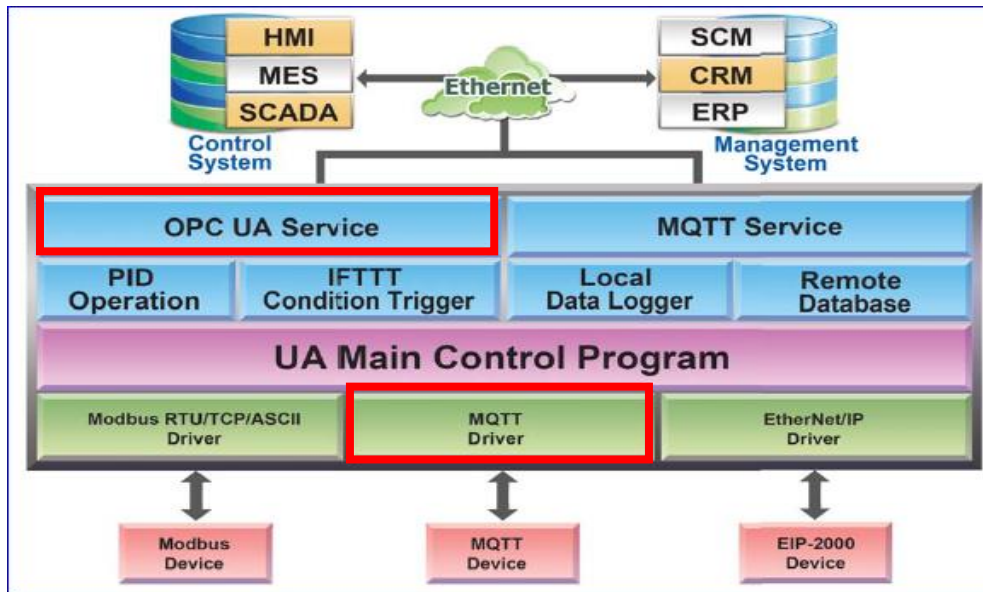 HMI
MES
SCADA
Control
System
Ethernet
SCM
CRM
ERP
Management
System
OPC UA Service
MQTT Service
PID
Operation
IFTTT
Condition Trigger
Local
Data Logger
Remote
Database
UA Main Control Program
Modbus RTU/TCP/ASCII
Driver
MQTT
Driver
EtherNet/IP
Driver
Modbus
Device
MQTT
Device
EIP-2000
Device